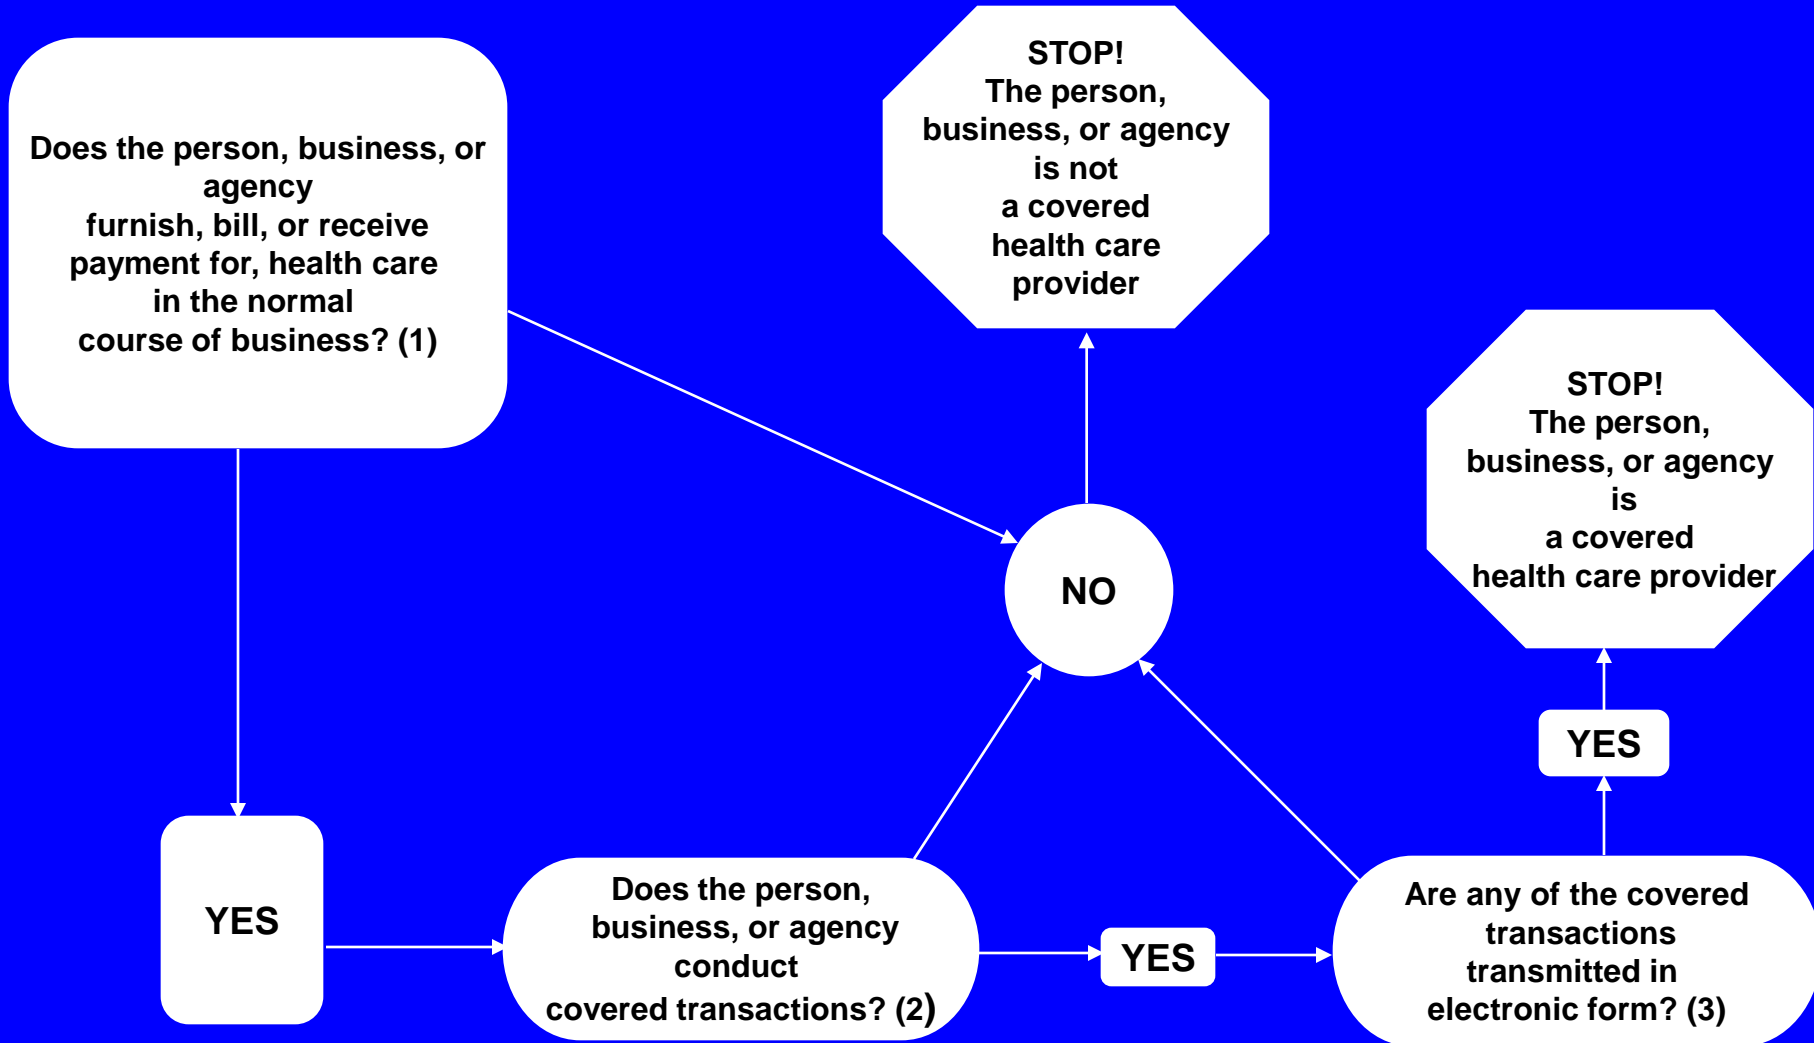 Does the person, business, or
agency
furnish, bill, or receive
payment for, health care
in the normal
course of business? (1)
STOP!
The person,
business, or agency
is not
a covered
health care
provider
STOP!
The person,
business, or agency
is
a covered
health care provider
NO
YES
YES
Does the person,
business, or agency
conduct
covered transactions? (2)
YES
Are any of the covered
transactions
transmitted in
electronic form? (3)